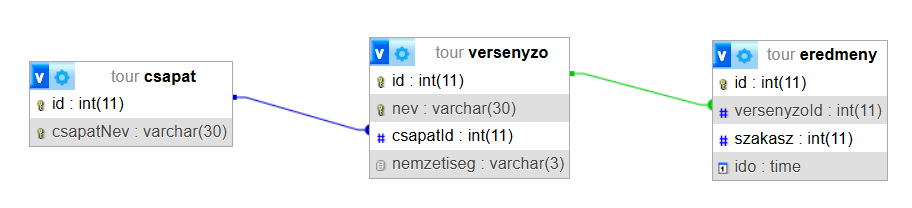 v tour csapat
id : int(11)
csapatNev : varchar(30)
v tour versenyzo
id : int(11)
nev : varchar(30)
# csapatId : int(11)
nemzetiseg : varchar(3)
v tour eredmeny
id : int(11)
# versenyzoId : int(11)
# szakasz : int(11)
ido : time